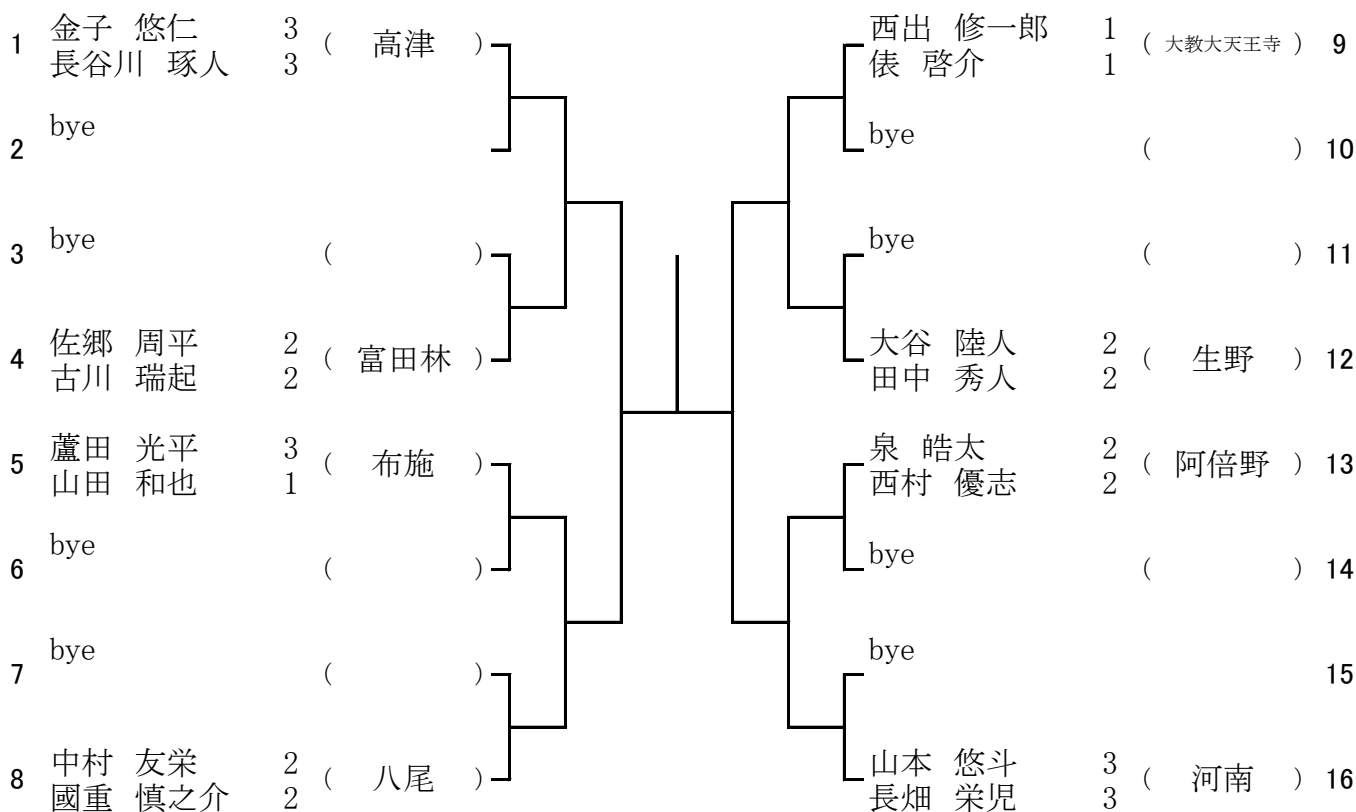 1 金子 悠仁 3 ( 高津 )
長谷川 琢人 3
2 bye
3 bye ( )
4 佐郷 周平 2 ( 富田林 )
古川 瑞起 2
5 蘆田 光平 3 ( 布施 )
山田 和也 1
6 bye ( )
7 bye ( )
8 中村 友栄 2 ( 八尾 )
國重 慎之介 2
西出 修一郎 1 ( 大教大天王寺 ) 9
俵 啓介 1
bye ( ) 10
bye ( ) 11
大谷 陸人 2 ( 生野 ) 12
田中 秀人 2
泉 皓太 2 ( 阿倍野 ) 13
西村 優志 2
bye ( ) 14
bye 15
山本 悠斗 3 ( 河南 ) 16
長畑 栄児 3